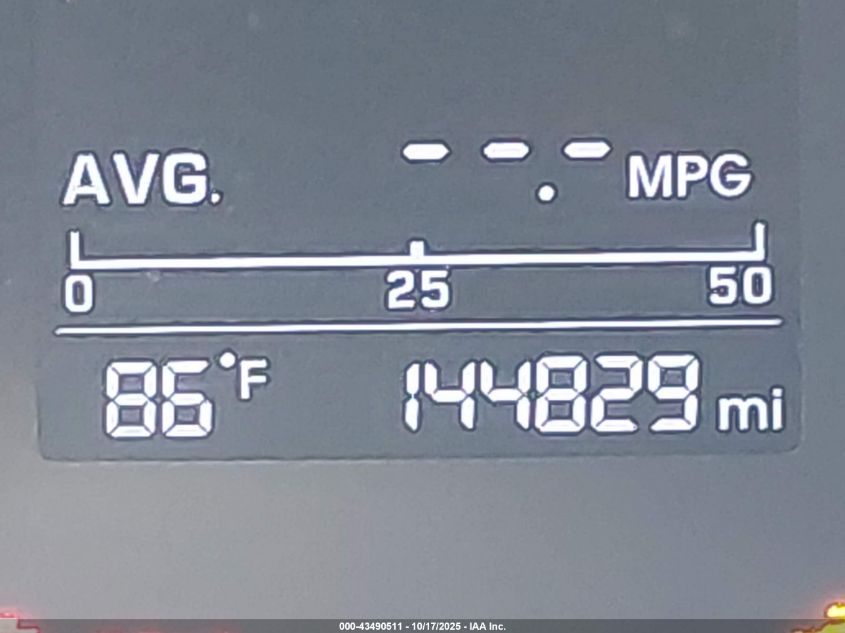 AVG. --.- MPG
0 25 50
86°F 144829 mi
000-43490511 - 10/17/2025 - IAA Inc.